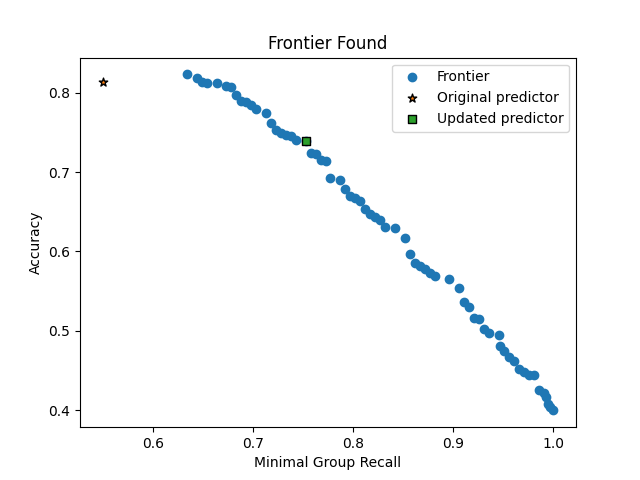 Frontier Found
Frontier
Original predictor
Updated predictor
Accuracy
0.8
0.7
0.6
0.5
0.4
0.6
0.7
0.8
0.9
1.0
Minimal Group Recall